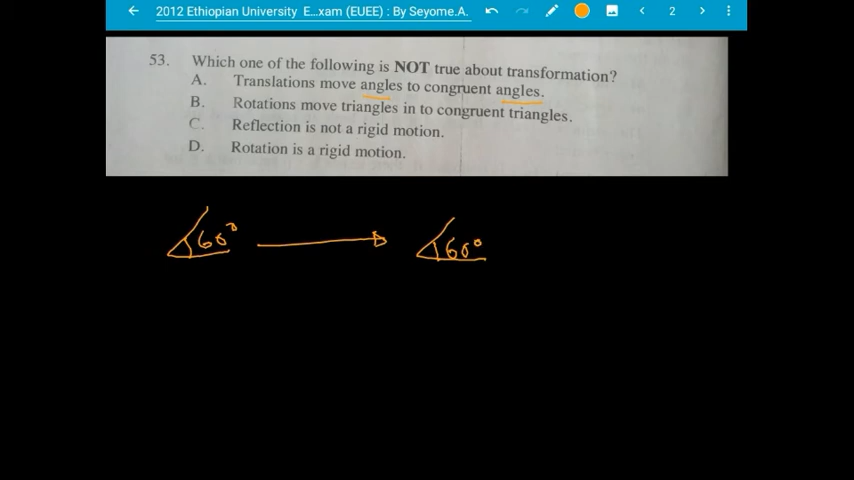 2012 Ethiopian University E...xam (EUEE) : By Seyome.A. 2
53. Which one of the following is NOT true about transformation?
A. Translations move angles to congruent angles.
B. Rotations move triangles in to congruent triangles.
C. Reflection is not a rigid motion.
D. Rotation is a rigid motion.
60° 60°